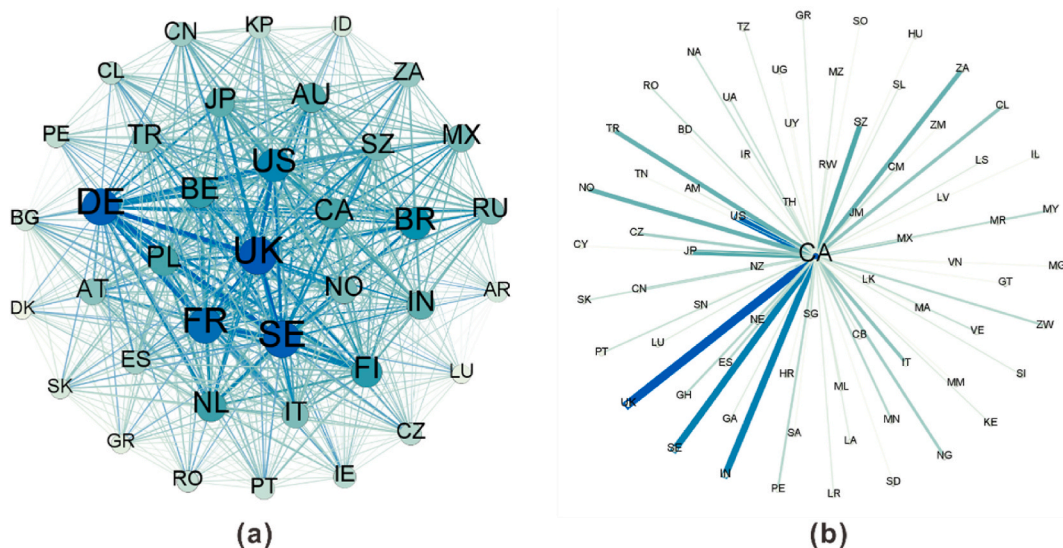 CN
KP
ID
CL
ZA
JP
AU
PE
TR
SZ
MX
US
DE
BE
CA
BR
RU
BG
UK
PL
AT
NO
IN
AR
DK
FR
SE
ES
FI
LU
SK
NL
IT
CZ
GR
RO
PT
IE
(a)
GR
SO
TZ
HU
NA
UG
MZ
ZA
RO
SL
UA
CL
TR
BD
UY
SZ
ZM
IR
RW
CM
LS
IL
TN
AM
NO
TH
LV
US
JM
MR
MY
CZ
MX
CY
JP
CA
NZ
VN
MG
CN
LK
GT
SK
SN
MA
NE
SG
VE
ZW
PT
LU
CB
ES
IT
HR
SI
UK
GH
ML
MM
GA
MN
KE
SA
LA
SE
NG
IN
PE
LR
SD
(b)